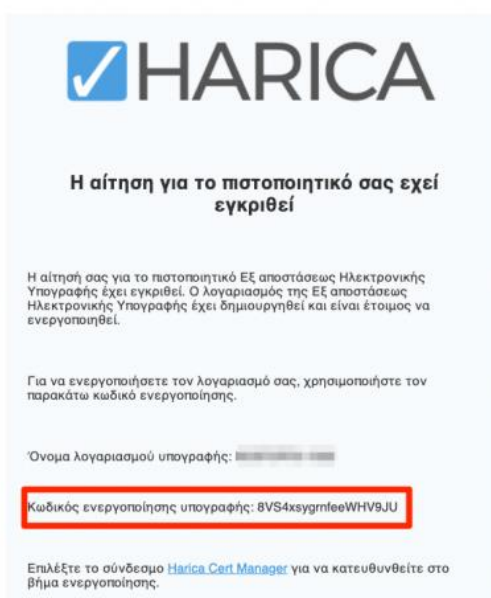 HARICA
Η αίτηση για το πιστοποιητικό σας εχεί
εγκριθεί
Η αίτησή σας για το πιστοποιητικό Εξ αποστάσεως Ηλεκτρονικής
Υπογραφής έχει εγκριθεί. Ο λογαριασμός της Εξ αποστάσεως
Ηλεκτρονικής Υπογραφής έχει δημιουργηθεί και είναι έτοιμος να
ενεργοποιηθεί.
Για να ενεργοποιήσετε τον λογαριασμό σας, χρησιμοποιήστε τον
παρακάτω κωδικό ενεργοποίησης.
Όνομα λογαριασμού υπογραφής:
Κωδικός ενεργοποίησης υπογραφής: 8VS4xsygrnfeeWHV9JU
Επιλέξτε το σύνδεσμο Harica Cert Manager για να κατευθυνθείτε στο
βήμα ενεργοποίησης.